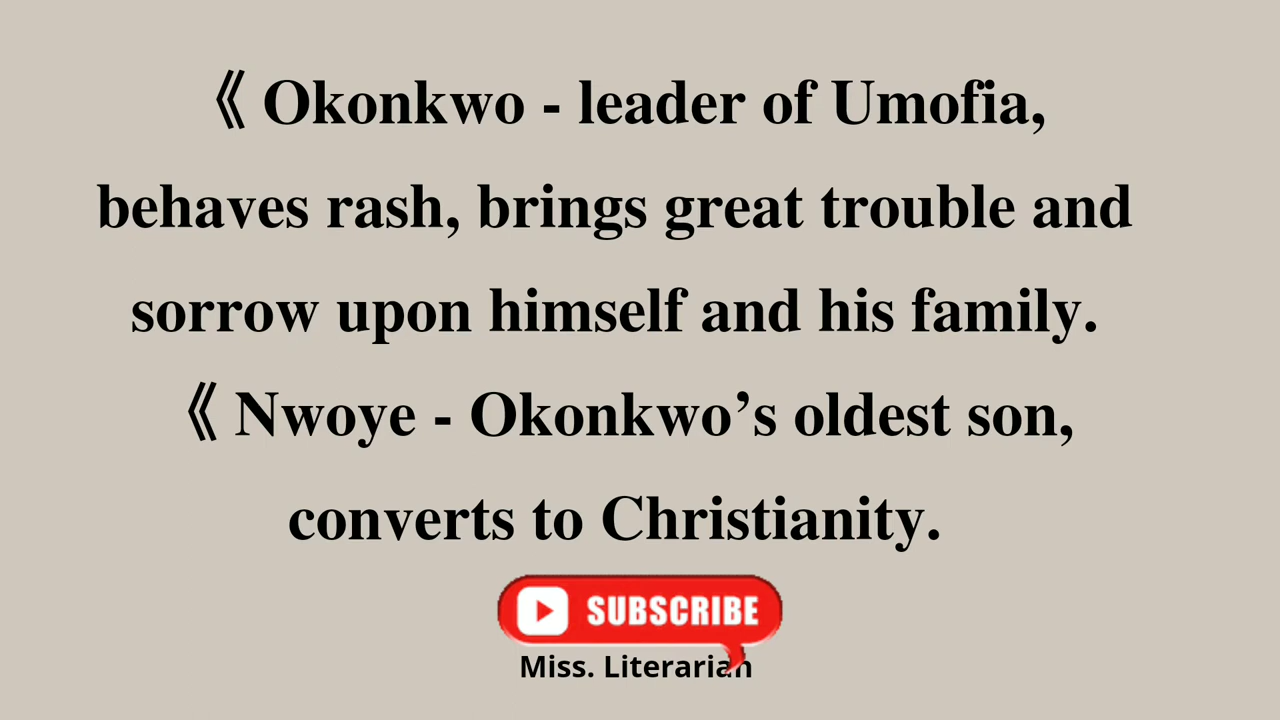 《 Okonkwo - leader of Umofia,
behaves rash, brings great trouble and
sorrow upon himself and his family.
《 Nwoye - Okonkwo’s oldest son,
converts to Christianity.
SUBSCRIBE
Miss. Literarian